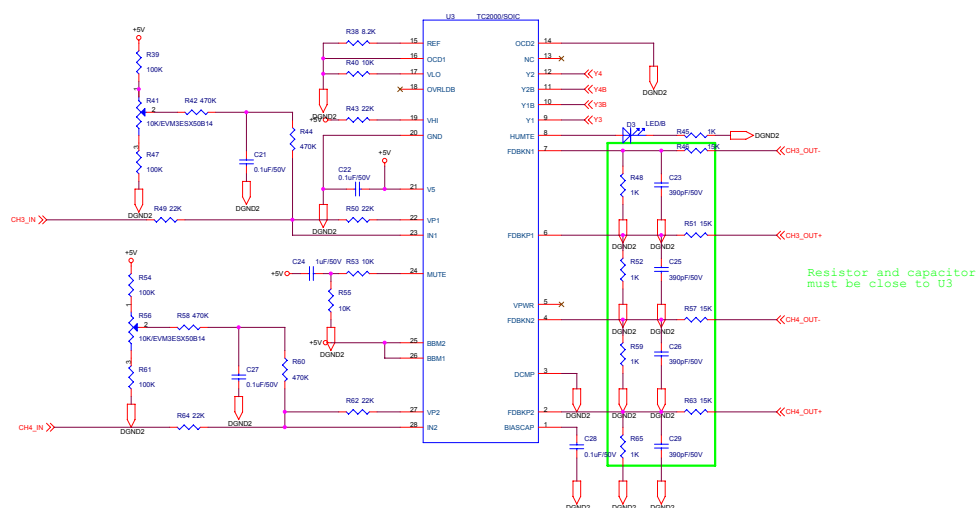 U3 TC2000/SOIC
+5V
R38 8.2K 15 REF OCD2 14
R39
100K
16 OCD1 NC 13
R40 10K 17 VLO Y2 12 Y4
18 OVRLDB Y2B 11 Y4B
1
R41
2
R42 470K
10K/EVM3ESX50B14
3
DGND2
Y1B 10 Y3B
R43 22K 19 VHI Y1 9 Y3
+5V
R44
470K
20 GND HUMTE 8
D3 LED/B
R45 1K
DGND2
R47
100K
C21
0.1uF/50V
C22
0.1uF/50V
+5V
FDBKN1 7
R46 15K
CH3_OUT-
R48
1K
C23
390pF/50V
21 V5
DGND2
DGND2
CH3_IN
R49 22K
R50 22K 22 VP1
DGND2
23 IN1
FDBKP1 6
R51 15K
CH3_OUT+
DGND2
DGND2
+5V
C24 1uF/50V
R53 10K 24 MUTE
+5V
R52
1K
C25
390pF/50V
Resistor and capacitor
must be close to U3
R54
100K
R55
10K
VPWR 5
1
R56
2
R58 470K
10K/EVM3ESX50B14
3
FDBKN2 4
R57 15K
CH4_OUT-
DGND2
DGND2
+5V
25 BBM2
DGND2
26 BBM1
R59
1K
C26
390pF/50V
R60
470K
R61
100K
C27
0.1uF/50V
DCMP 3
DGND2
DGND2
DGND2
R62 22K 27 VP2
FDBKP2 2
R63 15K
CH4_OUT+
DGND2
DGND2
CH4_IN
R64 22K
28 IN2
BIASCAP 1
C28
0.1uF/50V
R65
1K
C29
390pF/50V
DGND2
DGND2
DGND2
DGND2